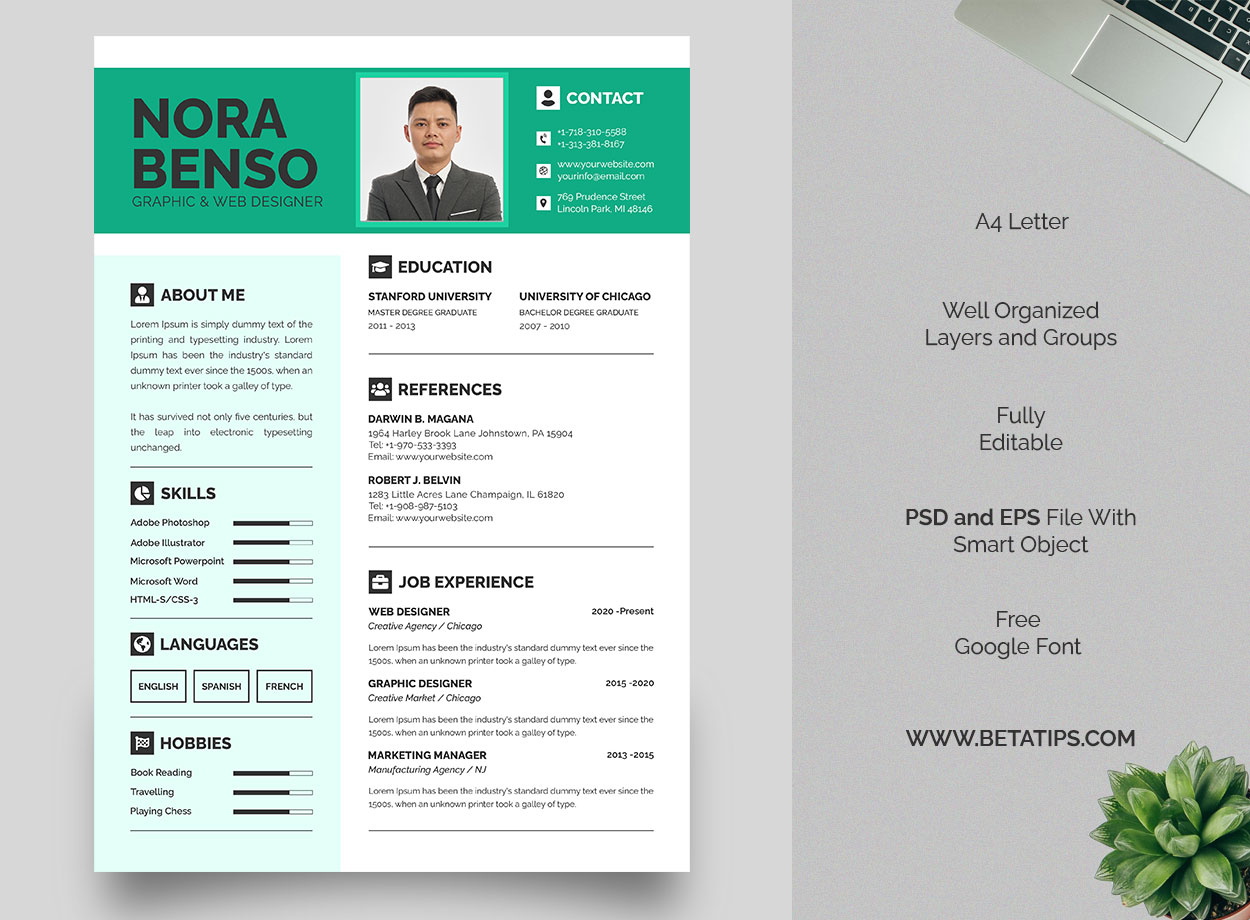 NORA
BENSO
GRAPHIC & WEB DESIGNER
CONTACT
+1-718-310-5588
+1-313-381-8167
www.yourwebsite.com
yourinfo@email.com
769 Prudence Street
Lincoln Park, MI 48146
ABOUT ME
Lorem Ipsum is simply dummy text of the
printing and typesetting industry. Lorem
Ipsum has been the industry's standard
dummy text ever since the 1500s, when an
unknown printer took a galley of type.
It has survived not only five centuries, but
the leap into electronic typesetting
unchanged.
SKILLS
Adobe Photoshop
Adobe Illustrator
Microsoft Powerpoint
Microsoft Word
HTML-S/CSS-3
LANGUAGES
ENGLISH
SPANISH
FRENCH
HOBBIES
Book Reading
Travelling
Playing Chess
EDUCATION
STANFORD UNIVERSITY
MASTER DEGREE GRADUATE
2011 - 2013
UNIVERSITY OF CHICAGO
BACHELOR DEGREE GRADUATE
2007 - 2010
REFERENCES
DARWIN B. MAGANA
1964 Harley Brook Lane Johnstown, PA 15904
Tel: +1-970-533-3393
Email: www.yourwebsite.com
ROBERT J. BELVIN
1283 Little Acres Lane Champaign, IL 61820
Tel: +1-908-987-5103
Email: www.yourwebsite.com
JOB EXPERIENCE
WEB DESIGNER 2020 -Present
Creative Agency / Chicago
Lorem Ipsum has been the industry's standard dummy text ever since the
1500s, when an unknown printer took a galley of type.
GRAPHIC DESIGNER 2015 -2020
Creative Market / Chicago
Lorem Ipsum has been the industry's standard dummy text ever since the
1500s, when an unknown printer took a galley of type.
MARKETING MANAGER 2013 -2015
Manufacturing Agency / NJ
Lorem Ipsum has been the industry's standard dummy text ever since the
1500s, when an unknown printer took a galley of type.
A4 Letter
Well Organized
Layers and Groups
Fully
Editable
PSD and EPS File With
Smart Object
Free
Google Font
WWW.BETATIPS.COM